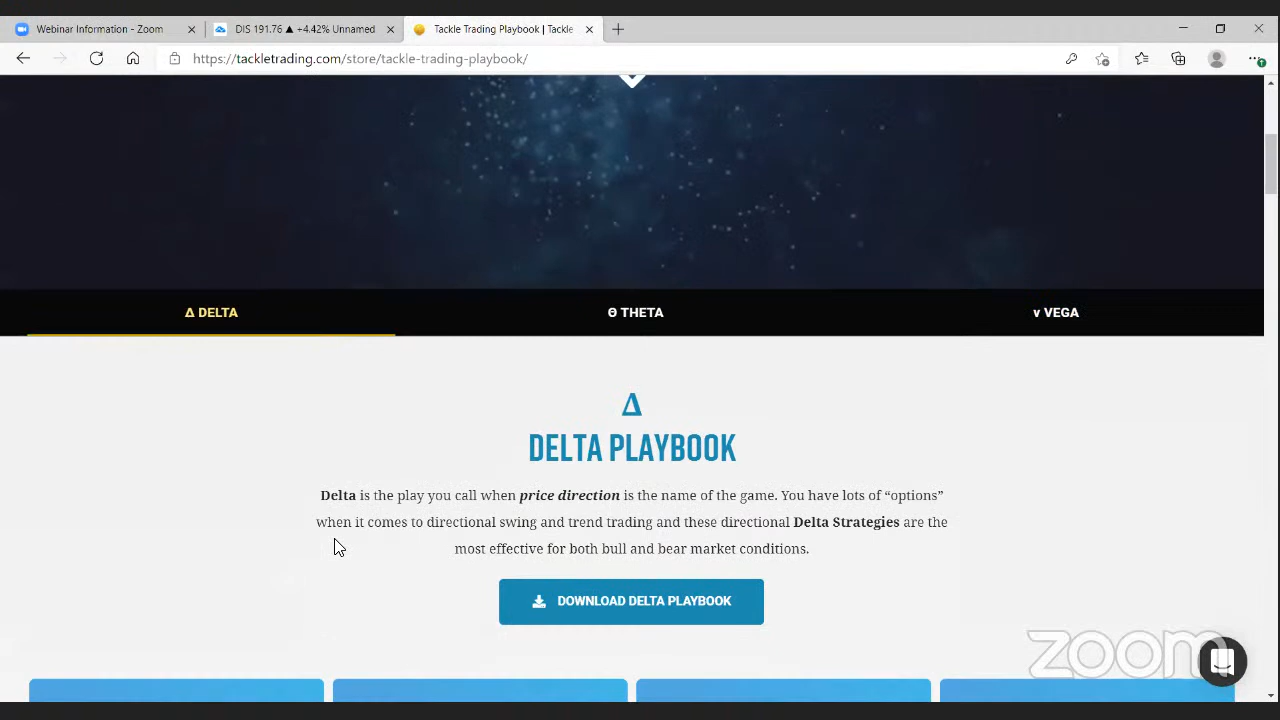 Webinar Information - Zoom
DIS 191.76 ▲ +4.42% Unnamed
Tackle Trading Playbook | Tackle
https://tackletrading.com/store/tackle-trading-playbook/
Δ DELTA
Θ THETA
v VEGA
Δ
DELTA PLAYBOOK
Delta is the play you call when price direction is the name of the game. You have lots of “options”
when it comes to directional swing and trend trading and these directional Delta Strategies are the
most effective for both bull and bear market conditions.
DOWNLOAD DELTA PLAYBOOK
zoom